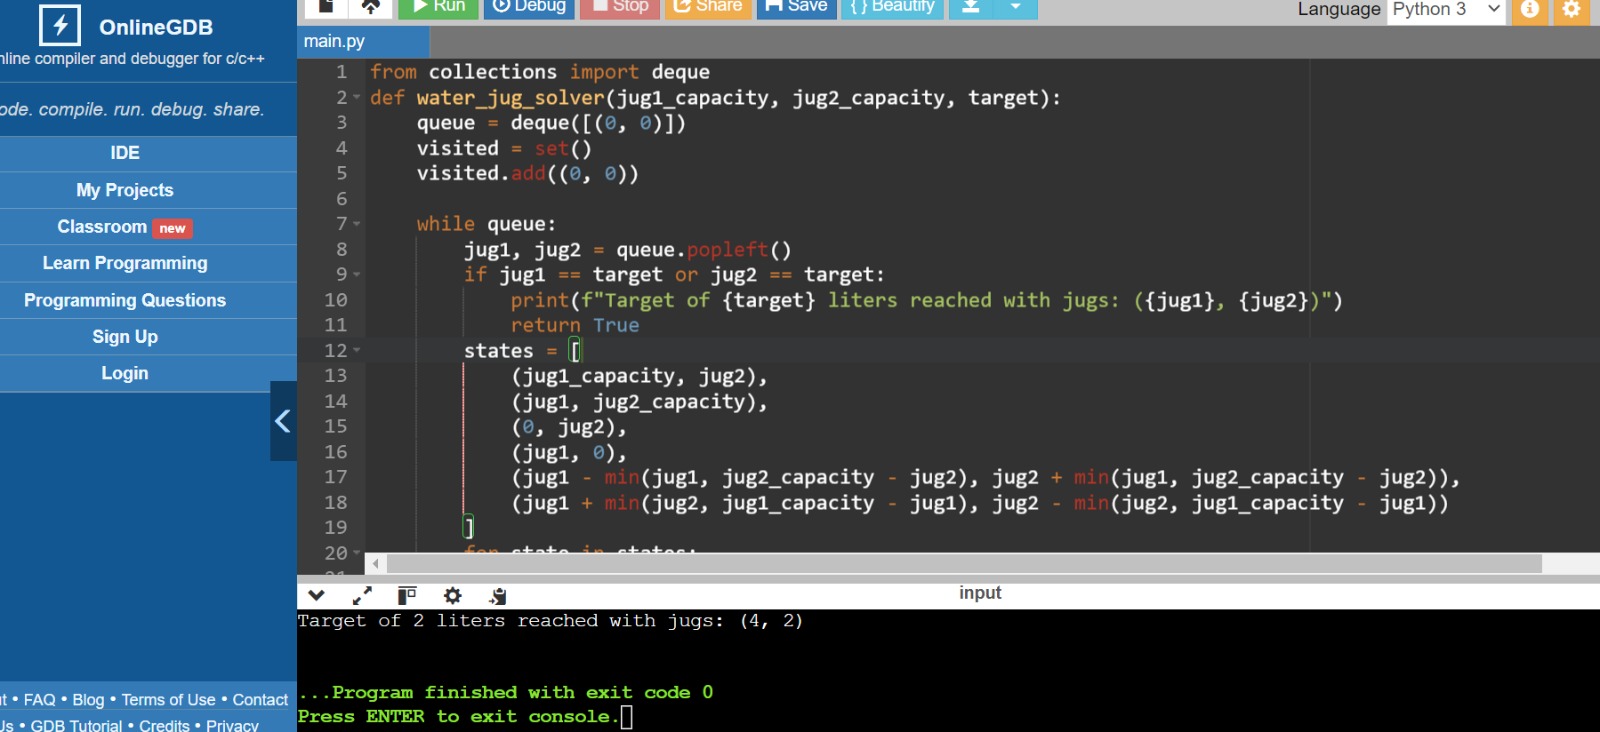 Run Debug Stop Share Save { } Beautify
Language Python 3
OnlineGDB
nline compiler and debugger for c/c++
ode. compile. run. debug. share.
IDE
My Projects
Classroom new
Learn Programming
Programming Questions
Sign Up
Login
t • FAQ • Blog • Terms of Use • Contact
Js • GDB Tutorial • Credits • Privacy
main.py
1 from collections import deque
2 def water_jug_solver(jug1_capacity, jug2_capacity, target):
3     queue = deque([(0, 0)])
4     visited = set()
5     visited.add((0, 0))
6
7     while queue:
8         jug1, jug2 = queue.popleft()
9         if jug1 == target or jug2 == target:
10             print(f"Target of {target} liters reached with jugs: ({jug1}, {jug2})")
11             return True
12         states = [
13             (jug1_capacity, jug2),
14             (jug1, jug2_capacity),
15             (0, jug2),
16             (jug1, 0),
17             (jug1 - min(jug1, jug2_capacity - jug2), jug2 + min(jug1, jug2_capacity - jug2)),
18             (jug1 + min(jug2, jug1_capacity - jug1), jug2 - min(jug2, jug1_capacity - jug1))
19         ]
20         for state in states:
21
input
Target of 2 liters reached with jugs: (4, 2)
...Program finished with exit code 0
Press ENTER to exit console.